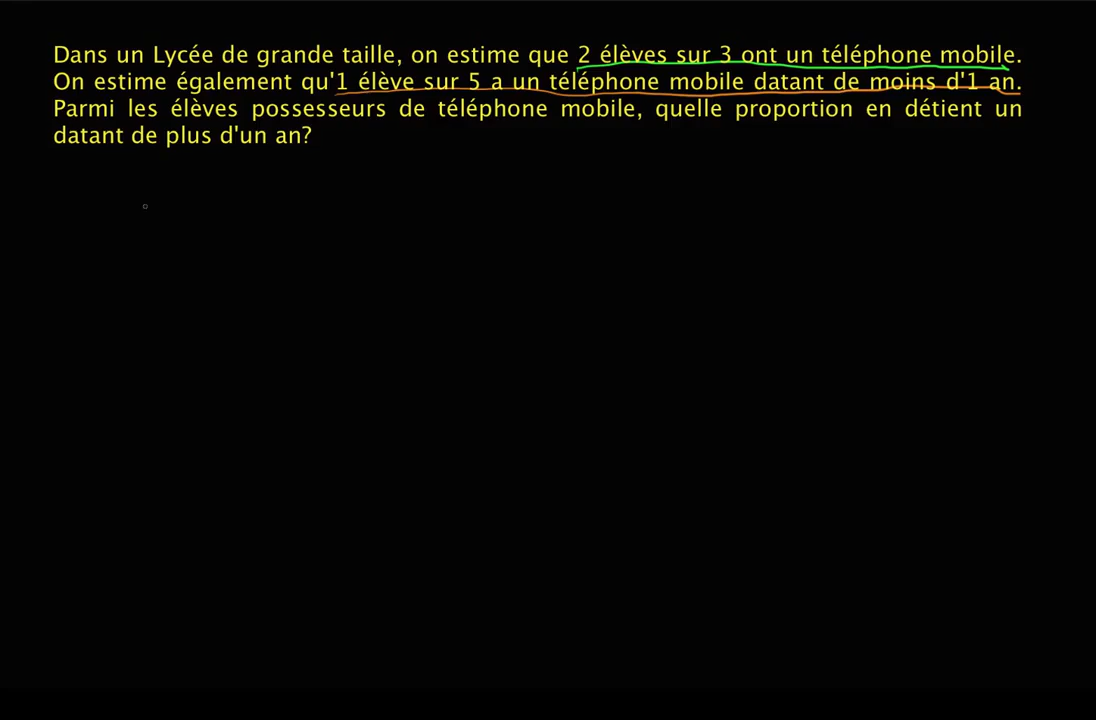 Dans un Lycée de grande taille, on estime que 2 élèves sur 3 ont un téléphone mobile.
On estime également qu'1 élève sur 5 a un téléphone mobile datant de moins d'1 an.
Parmi les élèves possesseurs de téléphone mobile, quelle proportion en détient un
datant de plus d'un an?